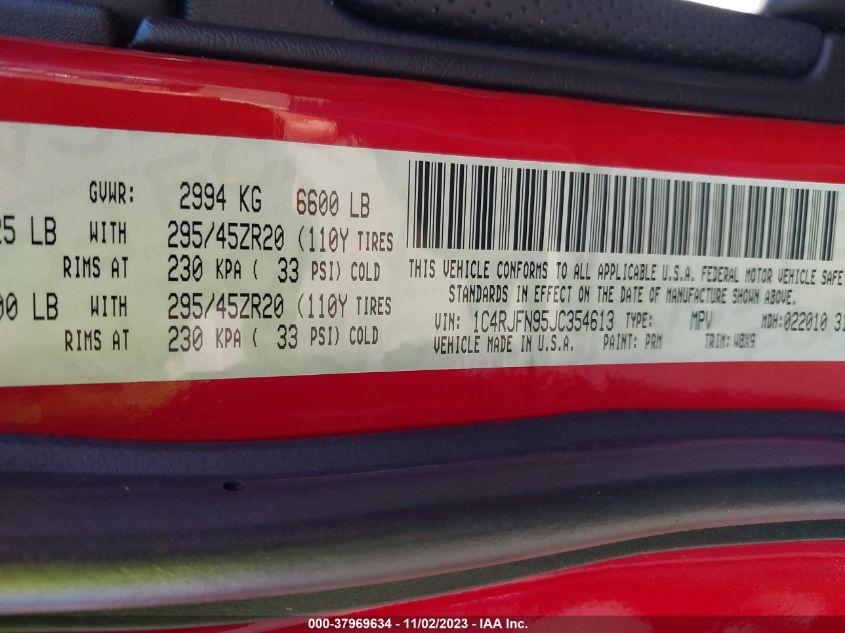 GVWR: 2994 KG 6600 LB
25 LB WITH 295/45ZR20 (110Y TIRES
RIMS AT 230 KPA ( 33 PSI) COLD
00 LB WITH 295/45ZR20 (110Y TIRES
RIMS AT 230 KPA ( 33 PSI) COLD
THIS VEHICLE CONFORMS TO ALL APPLICABLE U.S.A. FEDERAL MOTOR VEHICLE SAFE
STANDARDS IN EFFECT ON THE DATE OF MANUFACTURE SHOWN ABOVE.
VIN: 1C4RJFN95JC354613 TYPE: MPV MDH:022010 31
VEHICLE MADE IN U.S.A. PAINT: PRM TRIM: W8X9
000-37969634 - 11/02/2023 - IAA Inc.